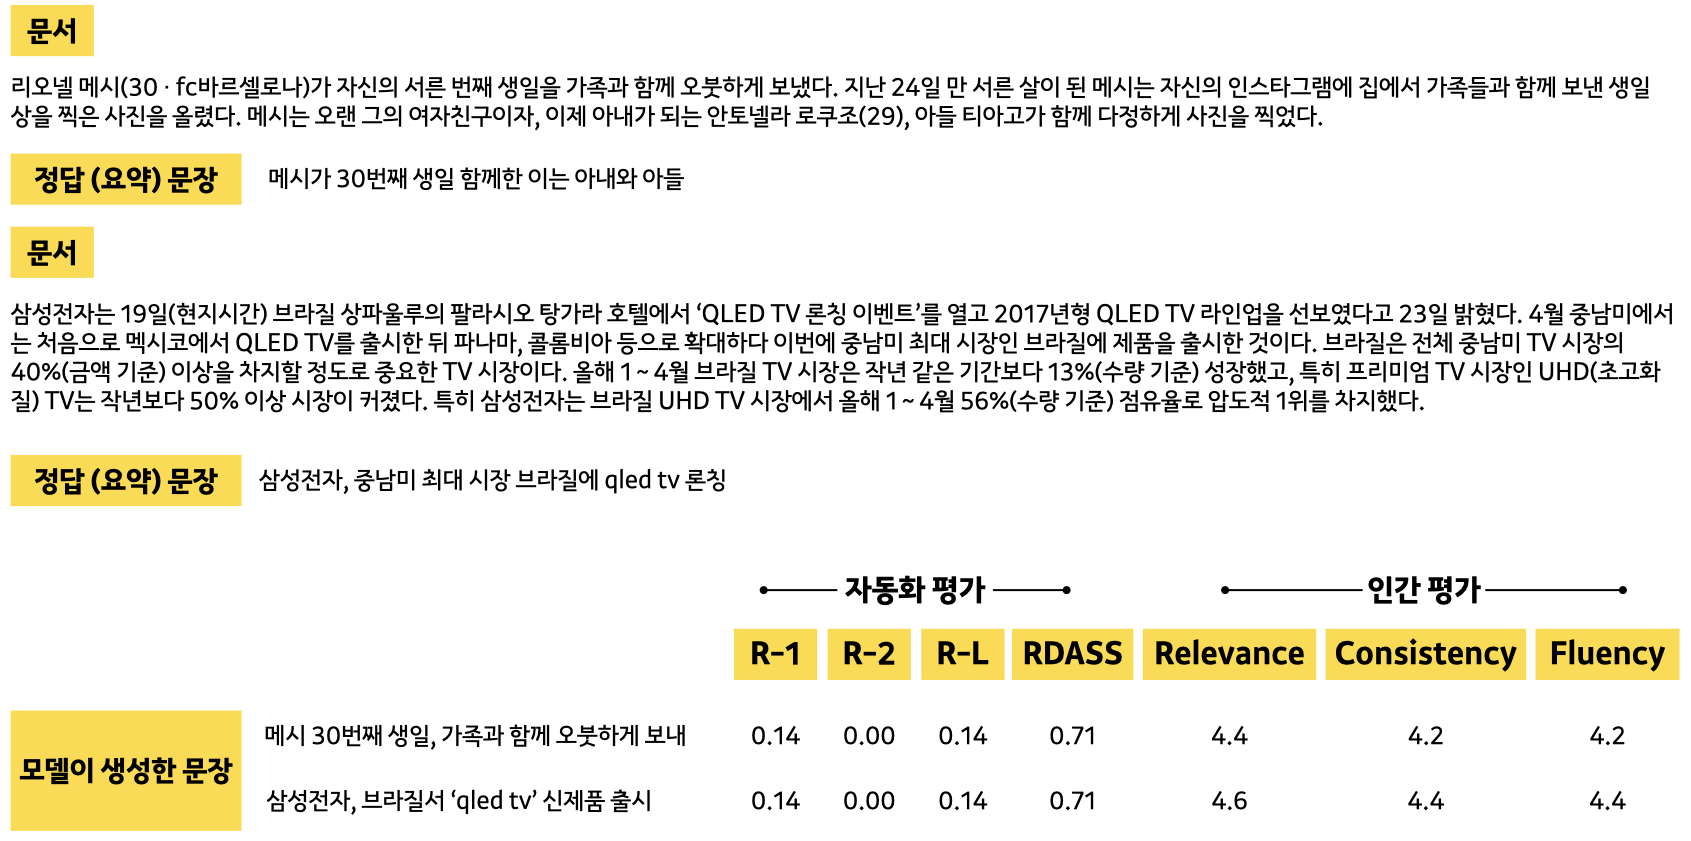 문서
리오넬 메시(30 · fc바르셀로나)가 자신의 서른 번째 생일을 가족과 함께 오붓하게 보냈다. 지난 24일 만 서른 살이 된 메시는 자신의 인스타그램에 집에서 가족들과 함께 보낸 생일
상을 찍은 사진을 올렸다. 메시는 오랜 그의 여자친구이자, 이제 아내가 되는 안토넬라 로쿠조(29), 아들 티아고가 함께 다정하게 사진을 찍었다.
정답 (요약) 문장 메시가 30번째 생일 함께한 이는 아내와 아들
문서
삼성전자는 19일(현지시간) 브라질 상파울루의 팔라시오 탕가라 호텔에서 ‘QLED TV 론칭 이벤트’를 열고 2017년형 QLED TV 라인업을 선보였다고 23일 밝혔다. 4월 중남미에서
는 처음으로 멕시코에서 QLED TV를 출시한 뒤 파나마, 콜롬비아 등으로 확대하다 이번에 중남미 최대 시장인 브라질에 제품을 출시한 것이다. 브라질은 전체 중남미 TV 시장의
40%(금액 기준) 이상을 차지할 정도로 중요한 TV 시장이다. 올해 1 ~ 4월 브라질 TV 시장은 작년 같은 기간보다 13%(수량 기준) 성장했고, 특히 프리미엄 TV 시장인 UHD(초고화
질) TV는 작년보다 50% 이상 시장이 커졌다. 특히 삼성전자는 브라질 UHD TV 시장에서 올해 1 ~ 4월 56%(수량 기준) 점유율로 압도적 1위를 차지했다.
정답 (요약) 문장 삼성전자, 중남미 최대 시장 브라질에 qled tv 론칭
자동화 평가 인간 평가
R-1 R-2 R-L RDASS Relevance Consistency Fluency
모델이 생성한 문장
메시 30번째 생일, 가족과 함께 오붓하게 보내 0.14 0.00 0.14 0.71 4.4 4.2 4.2
삼성전자, 브라질서 ‘qled tv’ 신제품 출시 0.14 0.00 0.14 0.71 4.6 4.4 4.4